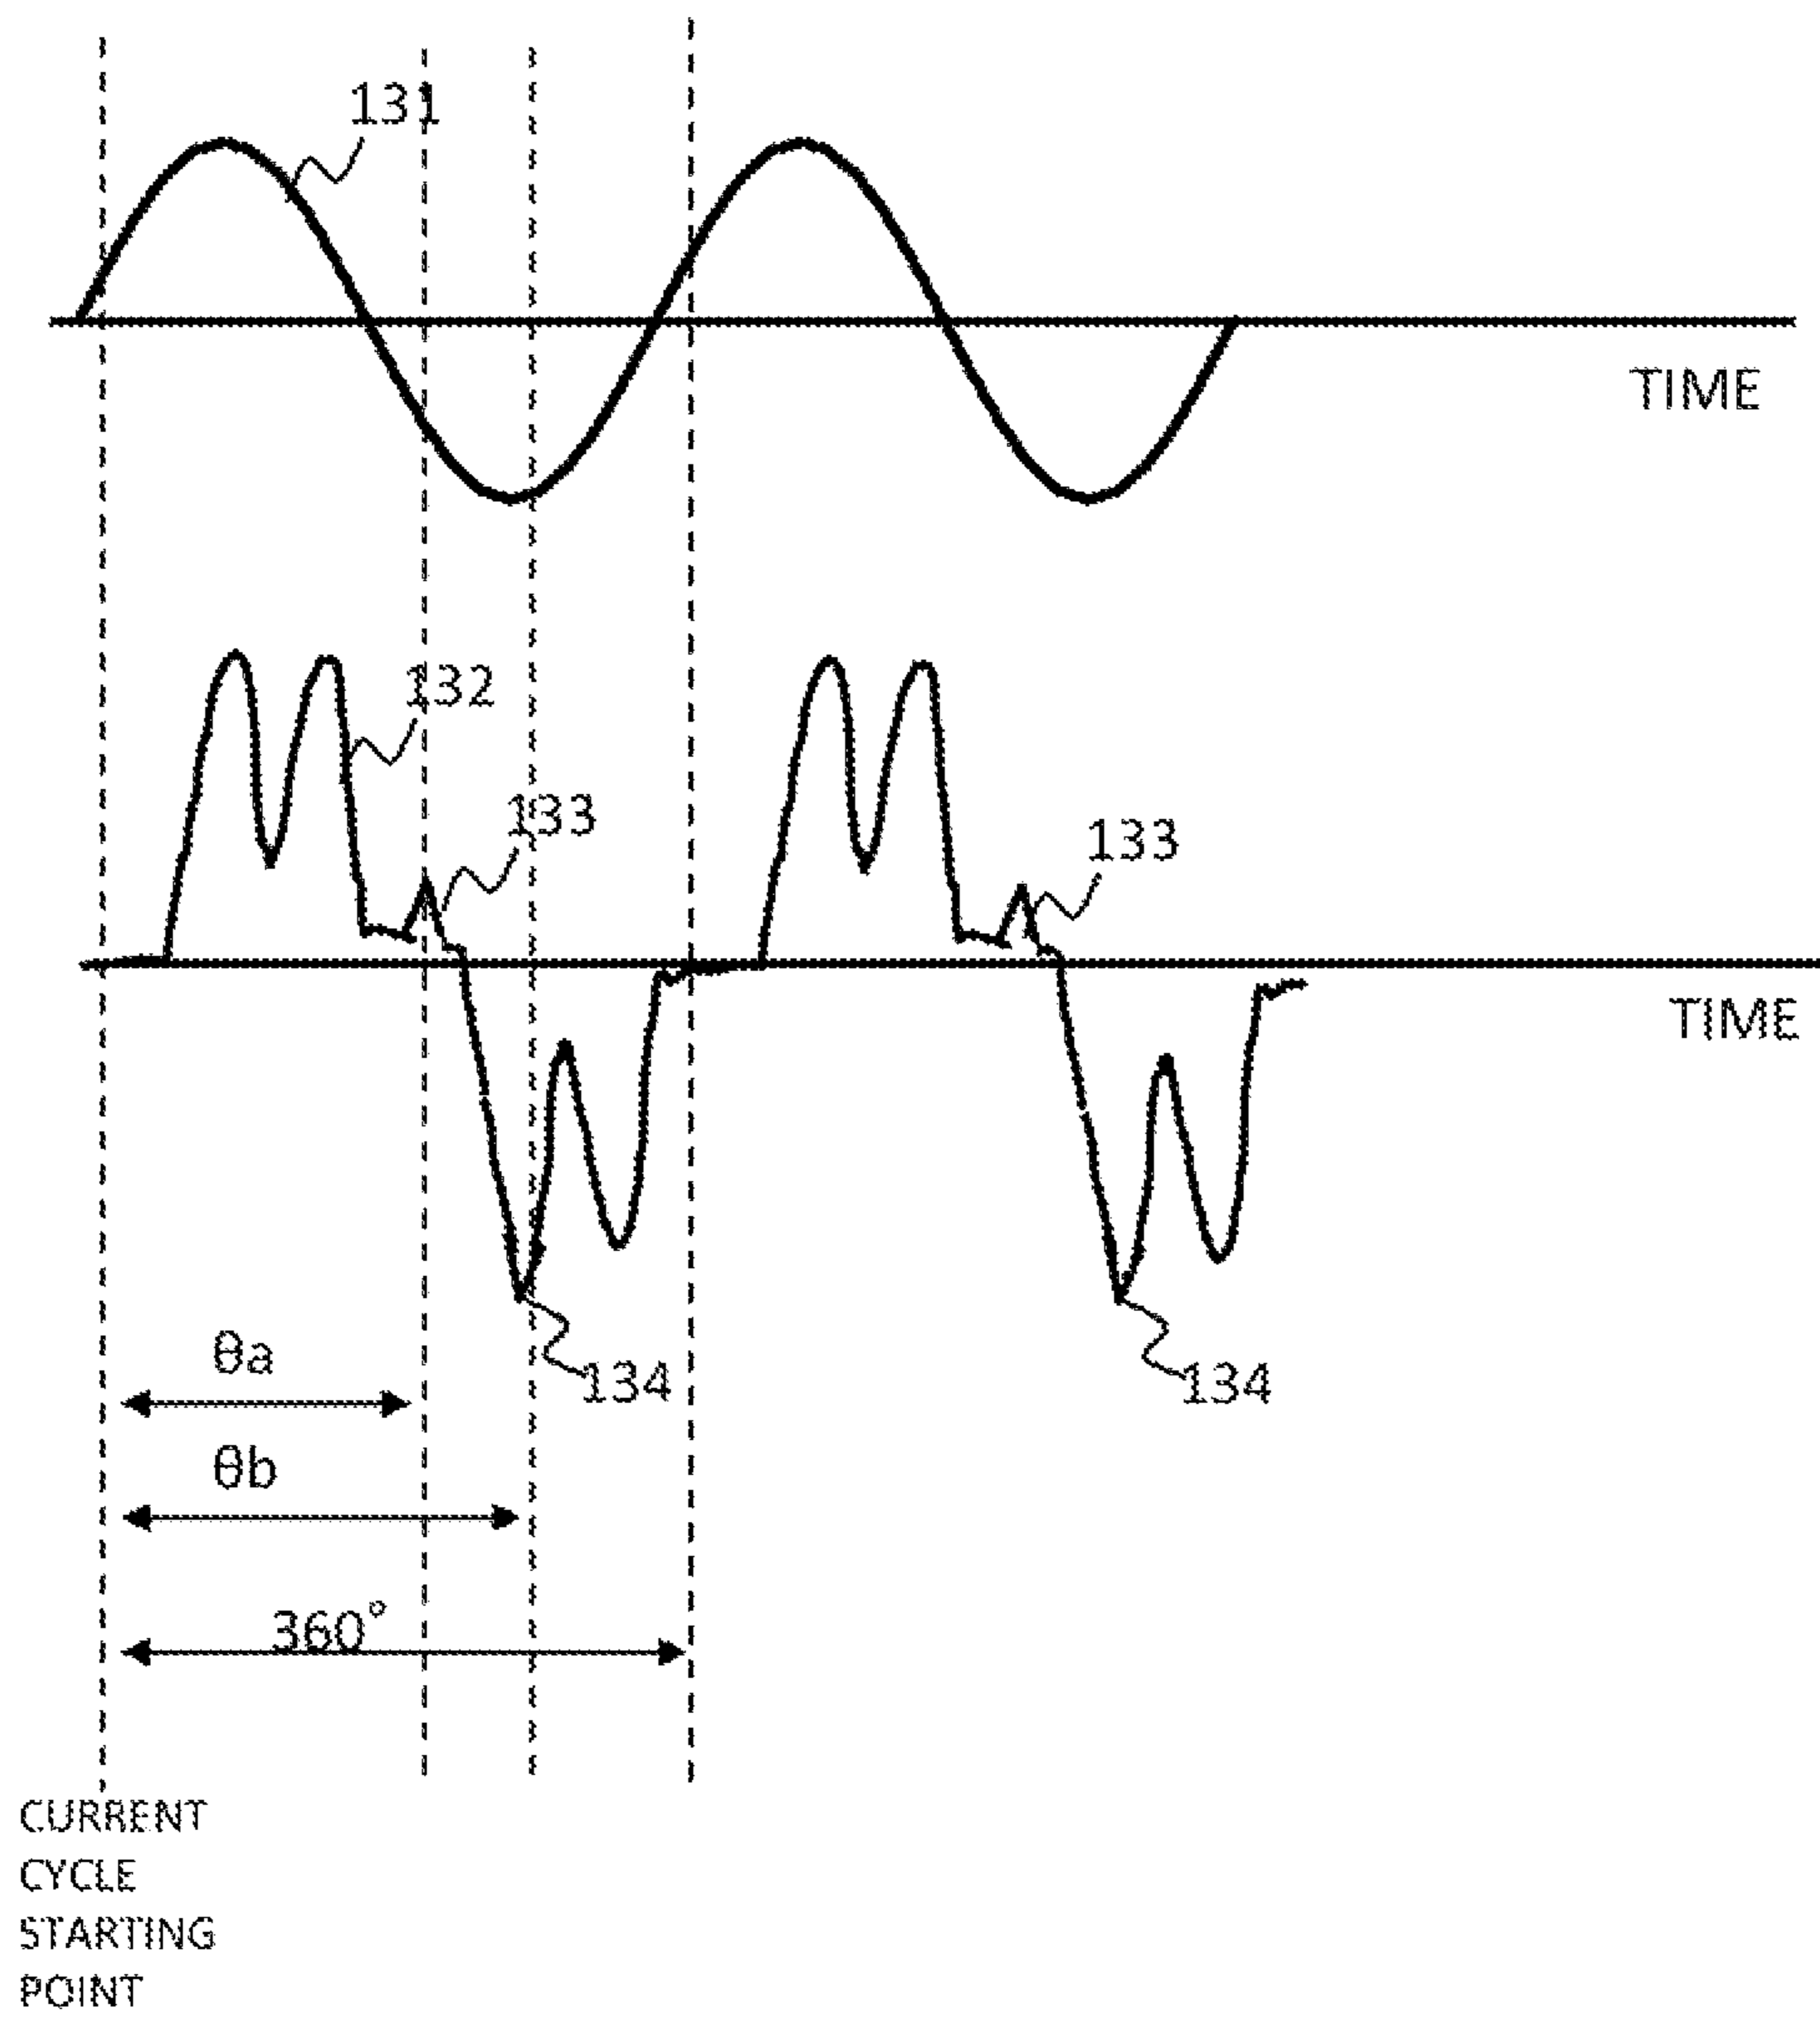 131
TIME
132
133
133
TIME
θa
134
134
θb
360°
CURRENT
CYCLE
STARTING
POINT